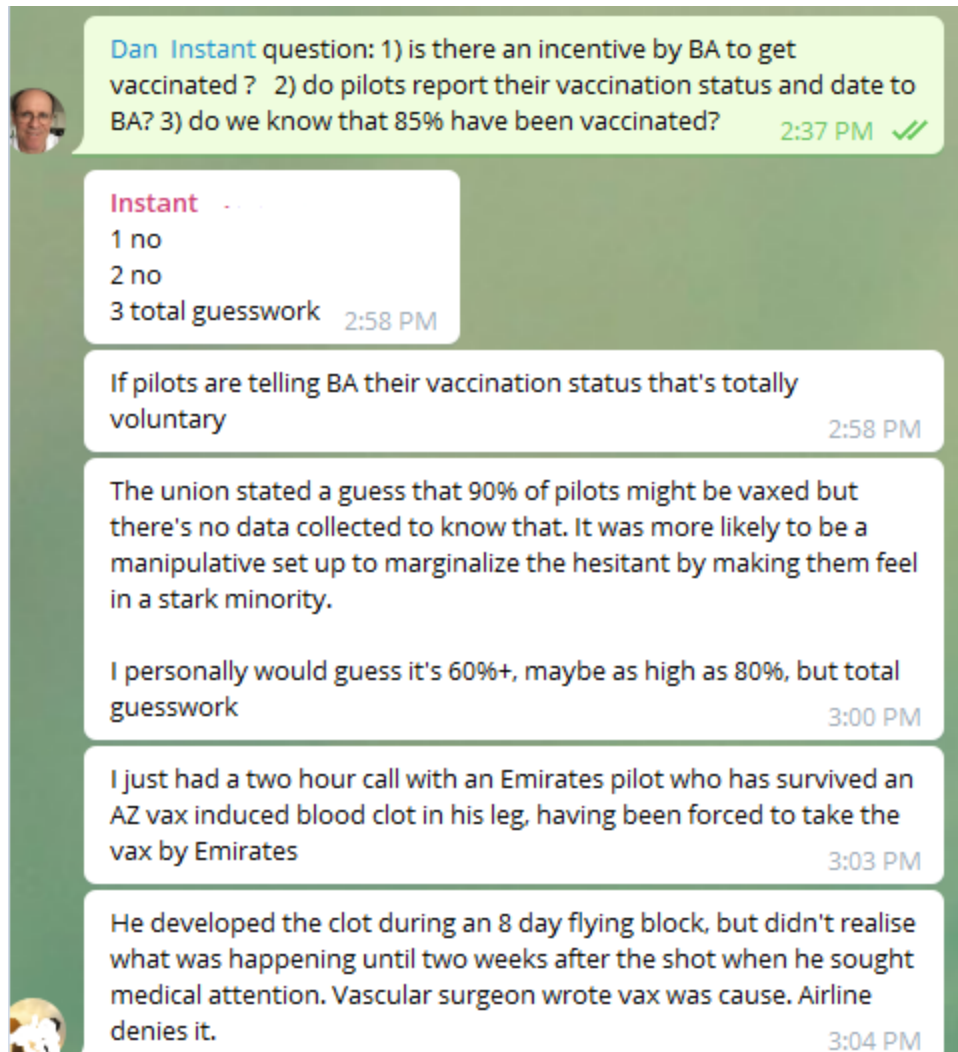 Dan Instant question: 1) is there an incentive by BA to get
vaccinated ? 2) do pilots report their vaccination status and date to
BA? 3) do we know that 85% have been vaccinated?
2:37 PM
Instant
1 no
2 no
3 total guesswork
2:58 PM
If pilots are telling BA their vaccination status that's totally
voluntary
2:58 PM
The union stated a guess that 90% of pilots might be vaxed but
there's no data collected to know that. It was more likely to be a
manipulative set up to marginalize the hesitant by making them feel
in a stark minority.
I personally would guess it's 60%+, maybe as high as 80%, but total
guesswork
3:00 PM
I just had a two hour call with an Emirates pilot who has survived an
AZ vax induced blood clot in his leg, having been forced to take the
vax by Emirates
3:03 PM
He developed the clot during an 8 day flying block, but didn't realise
what was happening until two weeks after the shot when he sought
medical attention. Vascular surgeon wrote vax was cause. Airline
denies it.
3:04 PM